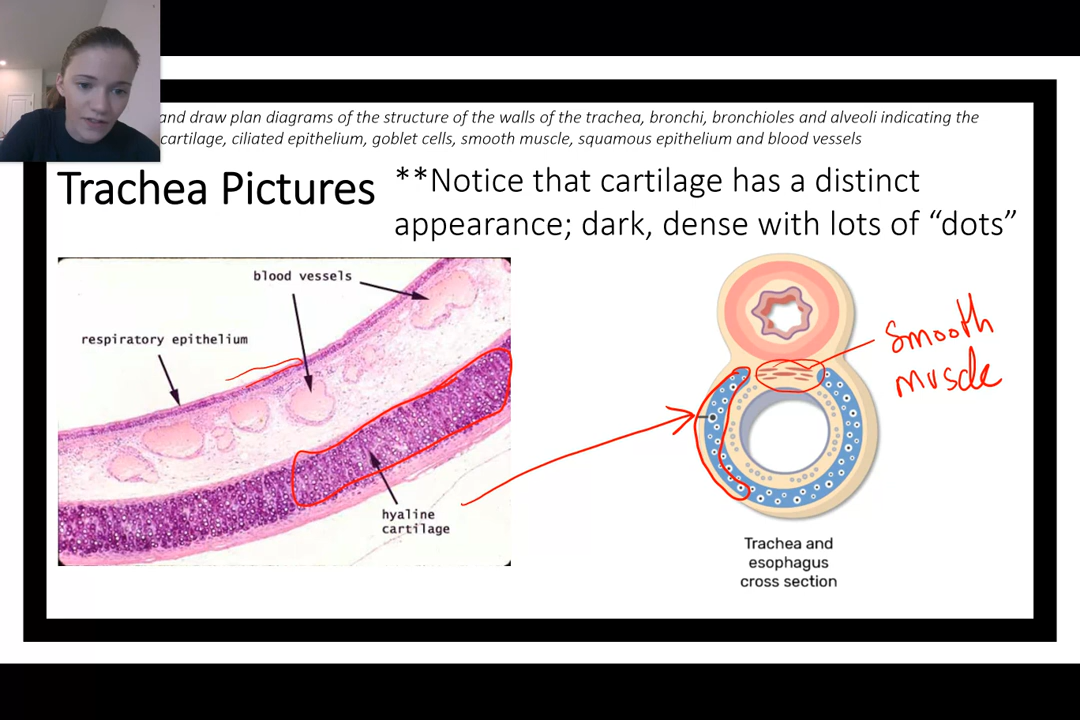 and draw plan diagrams of the structure of the walls of the trachea, bronchi, bronchioles and alveoli indicating the
cartilage, ciliated epithelium, goblet cells, smooth muscle, squamous epithelium and blood vessels
Trachea Pictures
**Notice that cartilage has a distinct
appearance; dark, dense with lots of “dots”
blood vessels
respiratory epithelium
hyaline
cartilage
Smooth
muscle
Trachea and
esophagus
cross section